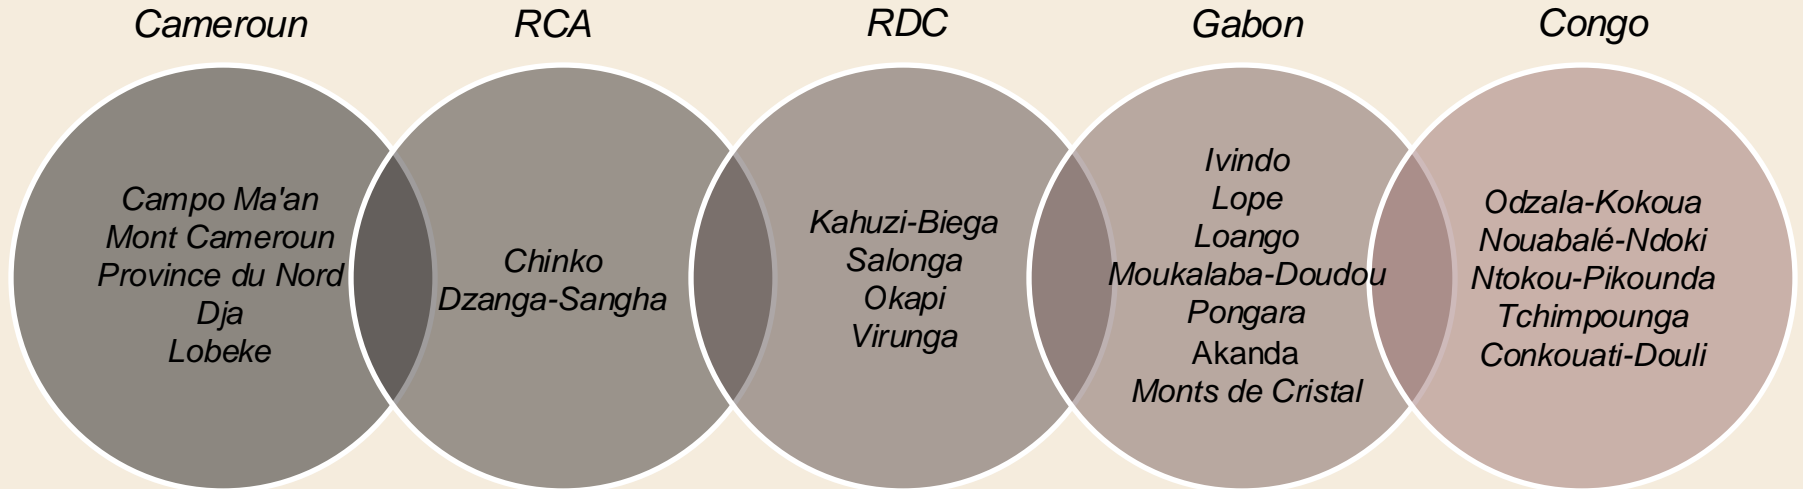 Cameroun
RCA
RDC
Gabon
Congo
Campo Ma'an
Mont Cameroun
Province du Nord
Dja
Lobeke
Chinko
Dzanga-Sangha
Kahuzi-Biega
Salonga
Okapi
Virunga
Ivindo
Lope
Loango
Moukalaba-Doudou
Pongara
Akanda
Monts de Cristal
Odzala-Kokoua
Nouabalé-Ndoki
Ntokou-Pikounda
Tchimpounga
Conkouati-Douli